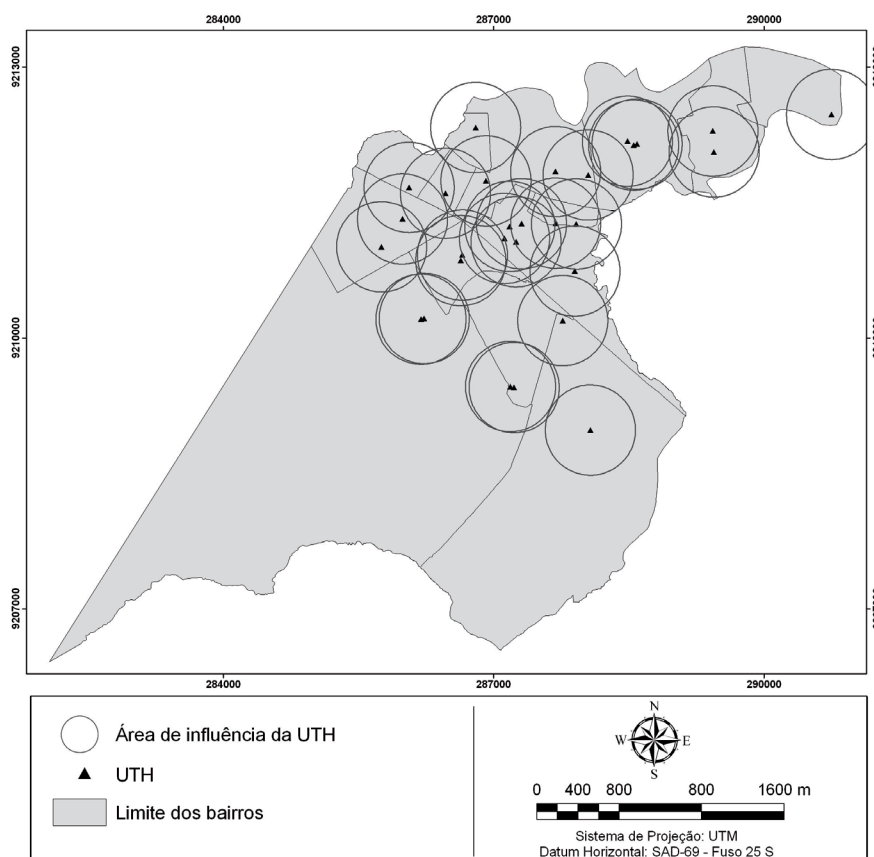 284000 287000 290000
9213000
9210000
9207000
284000 287000 290000
Área de influência da UTH
UTH
Limite dos bairros
N
W E
S
0 400 800 800 1600 m
Sistema de Projeção: UTM
Datum Horizontal: SAD-69 - Fuso 25 S